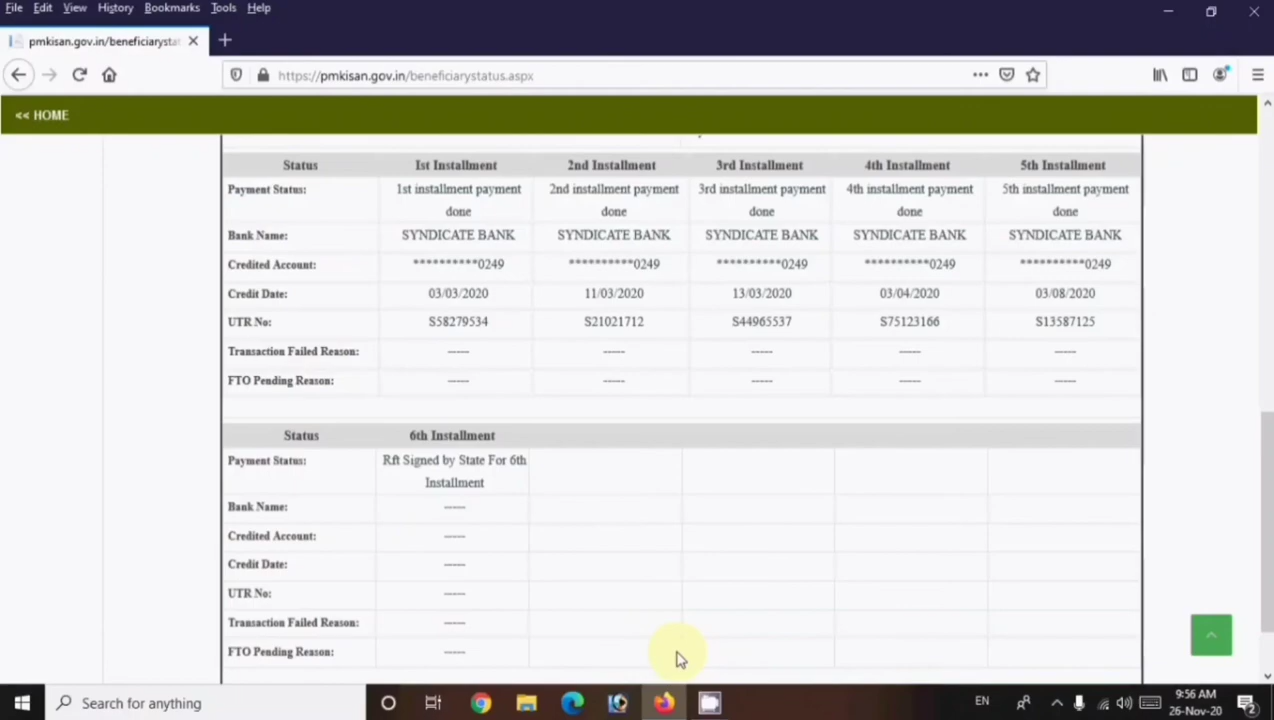 File Edit View History Bookmarks Tools Help
pmkisan.gov.in/beneficiarystat
https://pmkisan.gov.in/beneficiarystatus.aspx
<< HOME
Status Ist Installment 2nd Installment 3rd Installment 4th Installment 5th Installment
Payment Status: 1st installment payment 2nd installment payment 3rd installment payment 4th installment payment 5th installment payment
done done done done done
Bank Name: SYNDICATE BANK SYNDICATE BANK SYNDICATE BANK SYNDICATE BANK SYNDICATE BANK
Credited Account: **********0249 **********0249 **********0249 **********0249 **********0249
Credit Date: 03/03/2020 11/03/2020 13/03/2020 03/04/2020 03/08/2020
UTR No: S58279534 S21021712 S44965537 S75123166 S13587125
Transaction Failed Reason: ----- ----- ----- ----- -----
FTO Pending Reason: ----- ----- ----- ----- -----
Status 6th Installment
Payment Status: Rft Signed by State For 6th
Installment
Bank Name: -----
Credited Account: -----
Credit Date: -----
UTR No: -----
Transaction Failed Reason: -----
FTO Pending Reason: -----
Search for anything
EN
9:56 AM
26-Nov-20
2